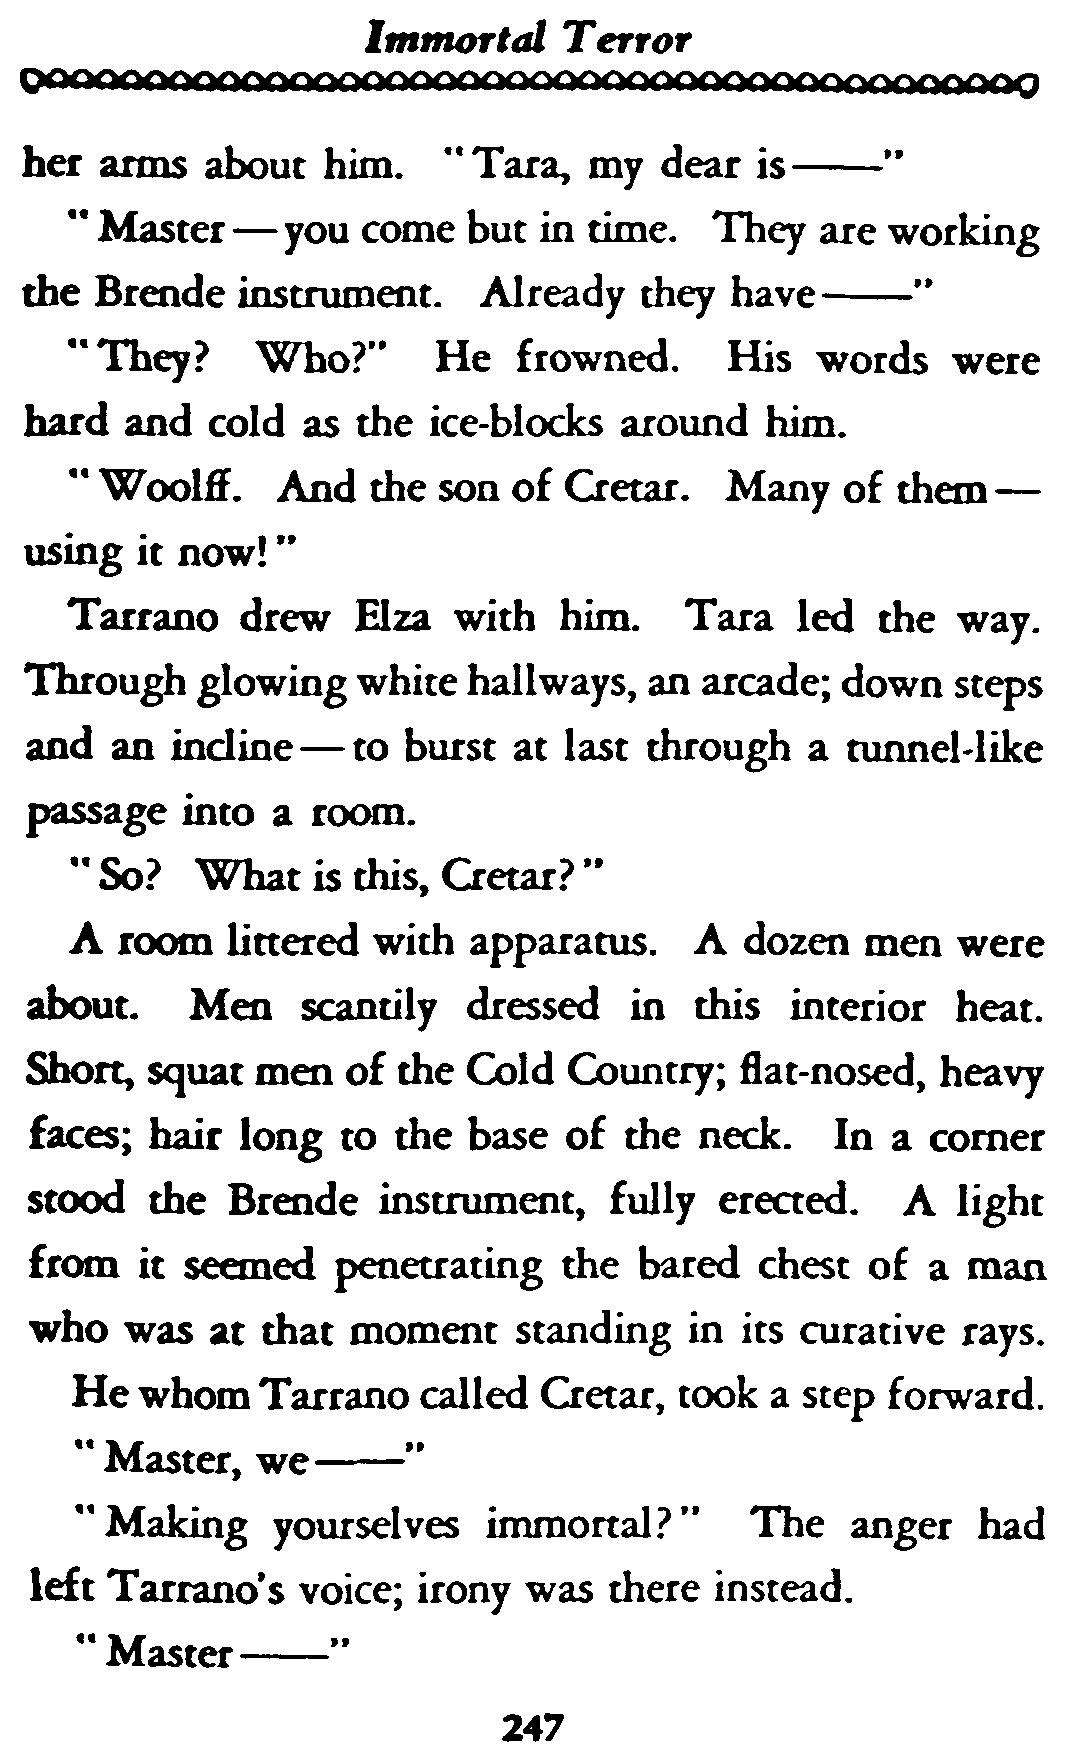 Immortal Terror
her arms about him. "Tara, my dear is——"
"Master—you come but in time. They are working
the Brende instrument. Already they have——"
"They? Who?" He frowned. His words were
hard and cold as the ice-blocks around him.
"Woolff. And the son of Cretar. Many of them—
using it now!"
Tarrano drew Elza with him. Tara led the way.
Through glowing white hallways, an arcade; down steps
and an incline—to burst at last through a tunnel-like
passage into a room.
"So? What is this, Cretar?"
A room littered with apparatus. A dozen men were
about. Men scantily dressed in this interior heat.
Short, squat men of the Cold Country; flat-nosed, heavy
faces; hair long to the base of the neck. In a corner
stood the Brende instrument, fully erected. A light
from it seemed penetrating the bared chest of a man
who was at that moment standing in its curative rays.
He whom Tarrano called Cretar, took a step forward.
"Master, we——"
"Making yourselves immortal?" The anger had
left Tarrano's voice; irony was there instead.
"Master——"
247